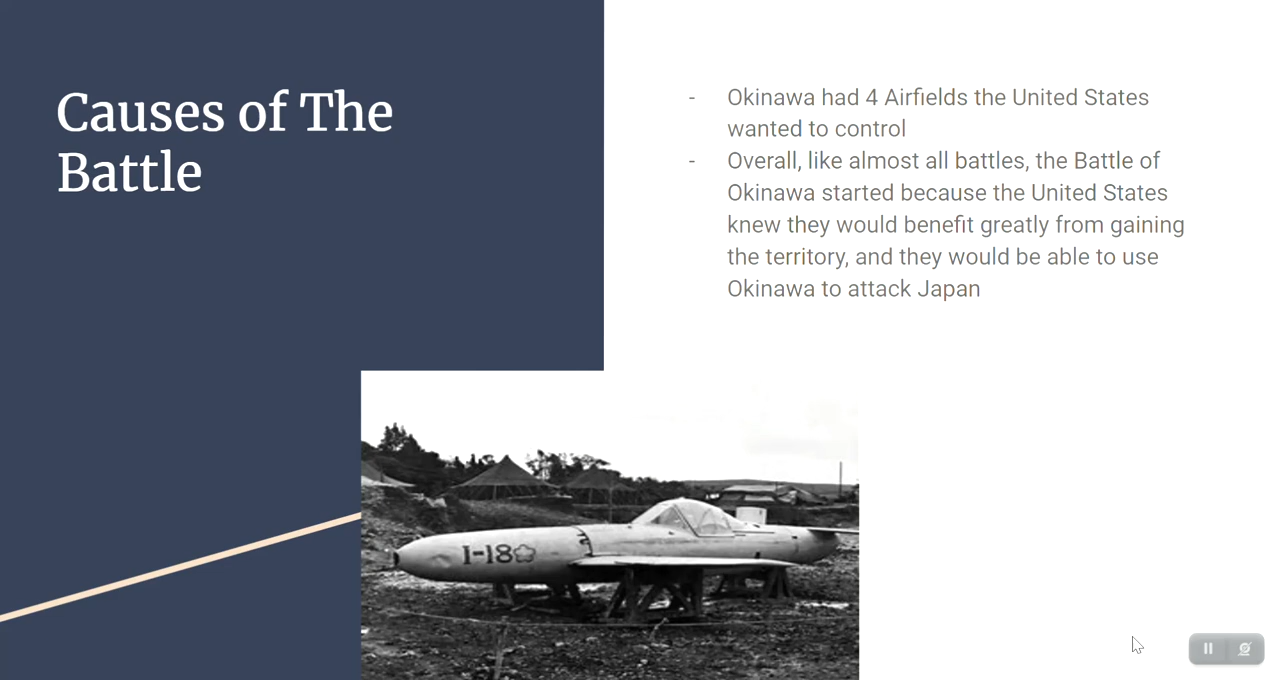 Causes of The
Battle
- Okinawa had 4 Airfields the United States
wanted to control
- Overall, like almost all battles, the Battle of
Okinawa started because the United States
knew they would benefit greatly from gaining
the territory, and they would be able to use
Okinawa to attack Japan
I-18